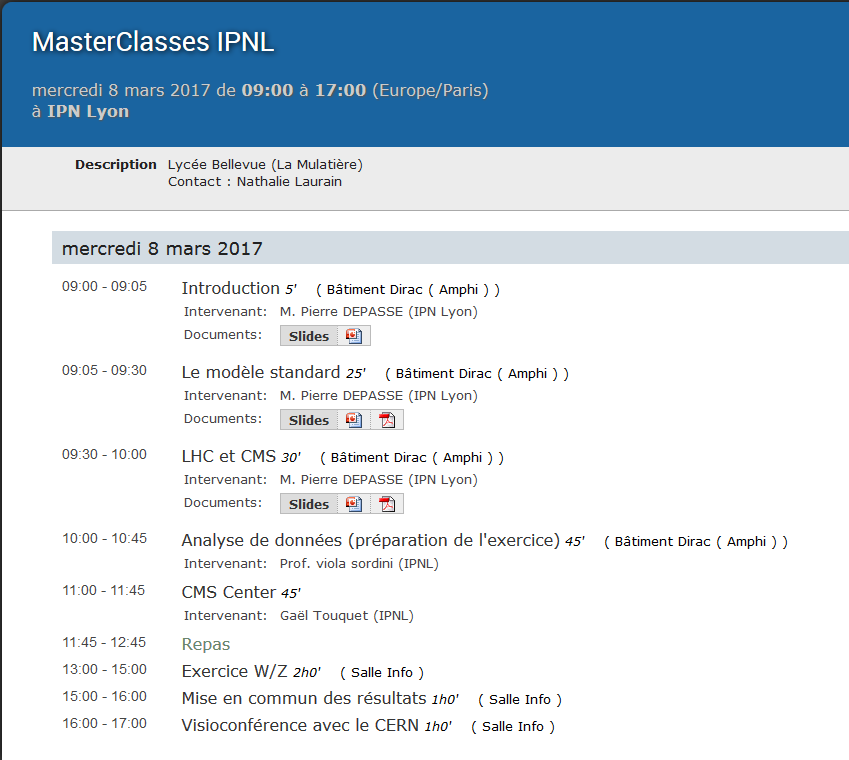 MasterClasses IPNL
mercredi 8 mars 2017 de 09:00 à 17:00 (Europe/Paris)
à IPN Lyon
Description Lycée Bellevue (La Mulatière)
Contact : Nathalie Laurain
mercredi 8 mars 2017
09:00 - 09:05 Introduction 5' ( Bâtiment Dirac ( Amphi ) )
Intervenant: M. Pierre DEPASSE (IPN Lyon)
Documents: Slides
09:05 - 09:30 Le modèle standard 25' ( Bâtiment Dirac ( Amphi ) )
Intervenant: M. Pierre DEPASSE (IPN Lyon)
Documents: Slides
09:30 - 10:00 LHC et CMS 30' ( Bâtiment Dirac ( Amphi ) )
Intervenant: M. Pierre DEPASSE (IPN Lyon)
Documents: Slides
10:00 - 10:45 Analyse de données (préparation de l'exercice) 45' ( Bâtiment Dirac ( Amphi ) )
Intervenant: Prof. viola sordini (IPNL)
11:00 - 11:45 CMS Center 45'
Intervenant: Gaël Touquet (IPNL)
11:45 - 12:45 Repas
13:00 - 15:00 Exercice W/Z 2h0' ( Salle Info )
15:00 - 16:00 Mise en commun des résultats 1h0' ( Salle Info )
16:00 - 17:00 Visioconférence avec le CERN 1h0' ( Salle Info )